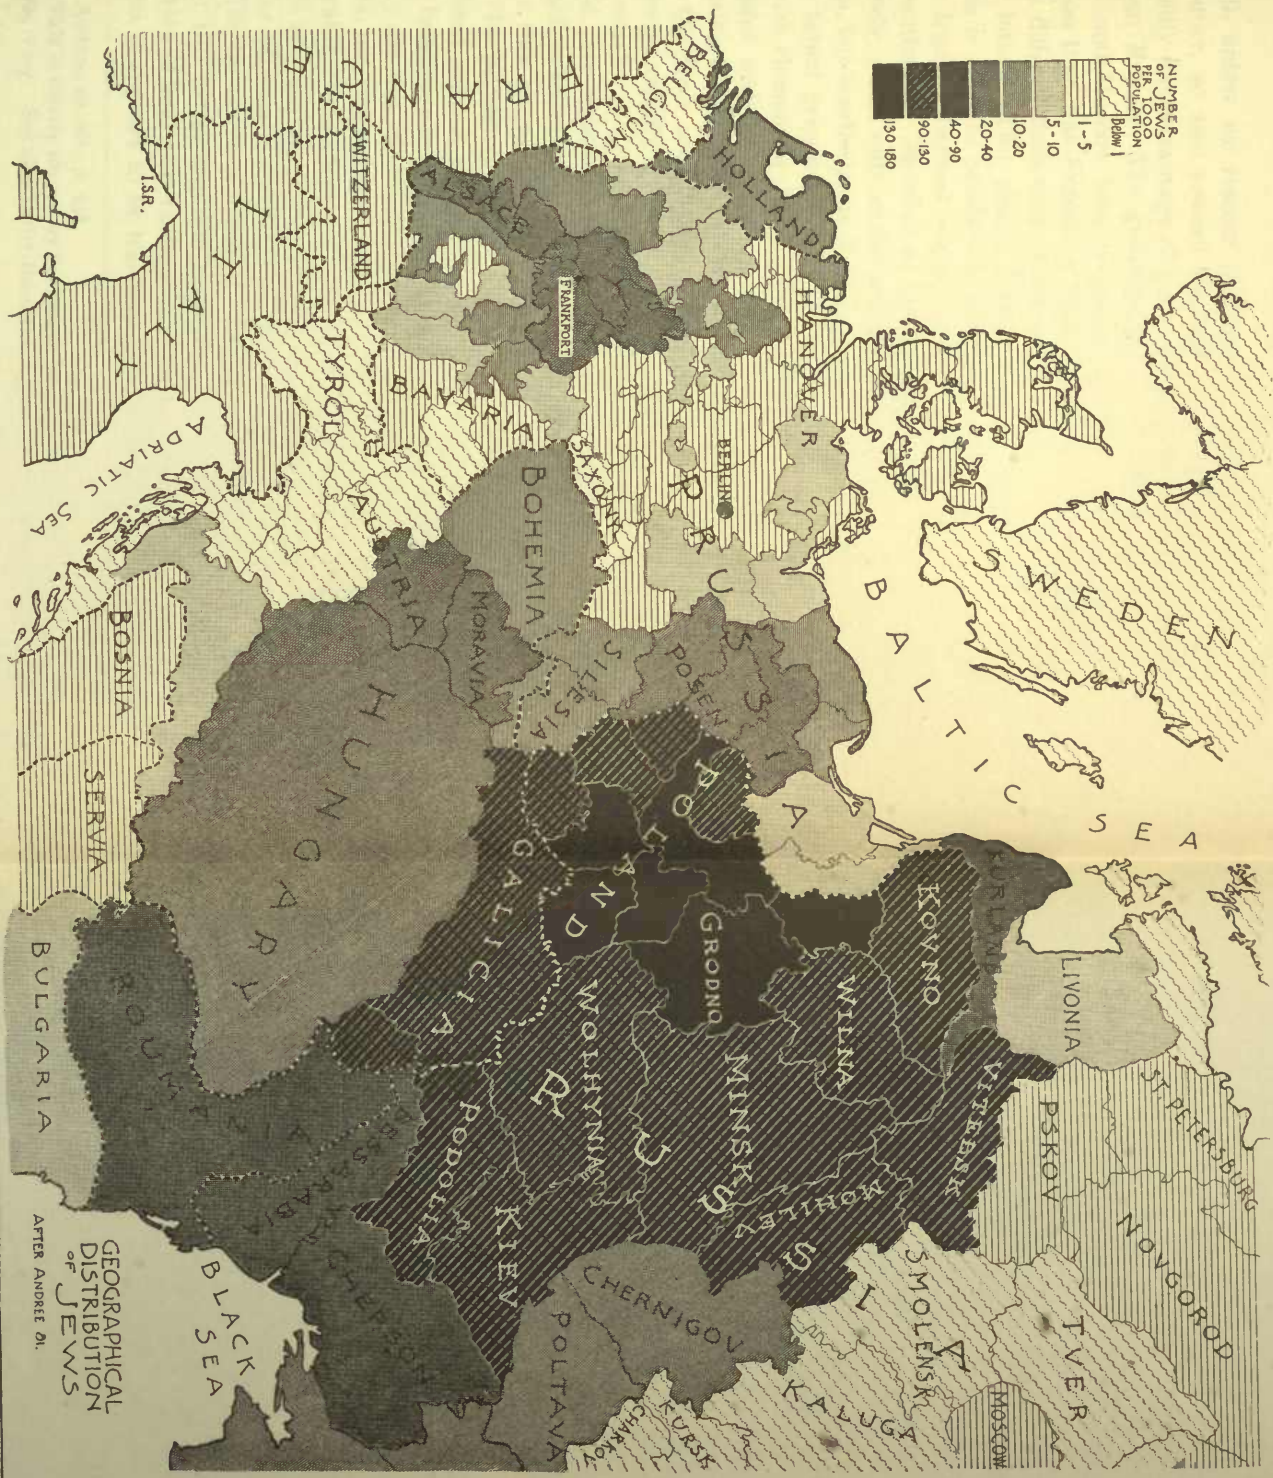 NUMBER
OF JEWS
PER 1000
POPULATION
Below 1
1-5
5-10
10-20
20-40
40-90
90-130
130 180
SWEDEN
BALTIC SEA
HOLLAND
HANOVER
BELGIUM
FRANCE
ALSACE
FRANKFORT
BERLIN
PRUSSIA
SAXONY
BAVARIA
SWITZERLAND
TYROL
ITALY
I.S.R.
ADRIATIC SEA
BOHEMIA
AUSTRIA
MORAVIA
SILESIA
POSEN
POLAND
HUNGARY
BOSNIA
SERVIA
BULGARIA
ROUMANIA
GALICIA
KURLAND
KOVNO
LIVONIA
ST. PETERSBURG
PSKOV
NOVGOROD
TVER
MOSCOW
SMOLENSK
KALUGA
VITEBSK
WILNA
GRODNO
MINSK
MOHILEV
RUSSIA
WOLHYNIA
KIEV
PODOLIA
BESSARABIA
CHERSON
CHERNIGOV
POLTAVA
KURSK
CHARKOV
BLACK
SEA
GEOGRAPHICAL
DISTRIBUTION
OF JEWS
AFTER ANDREE 81.